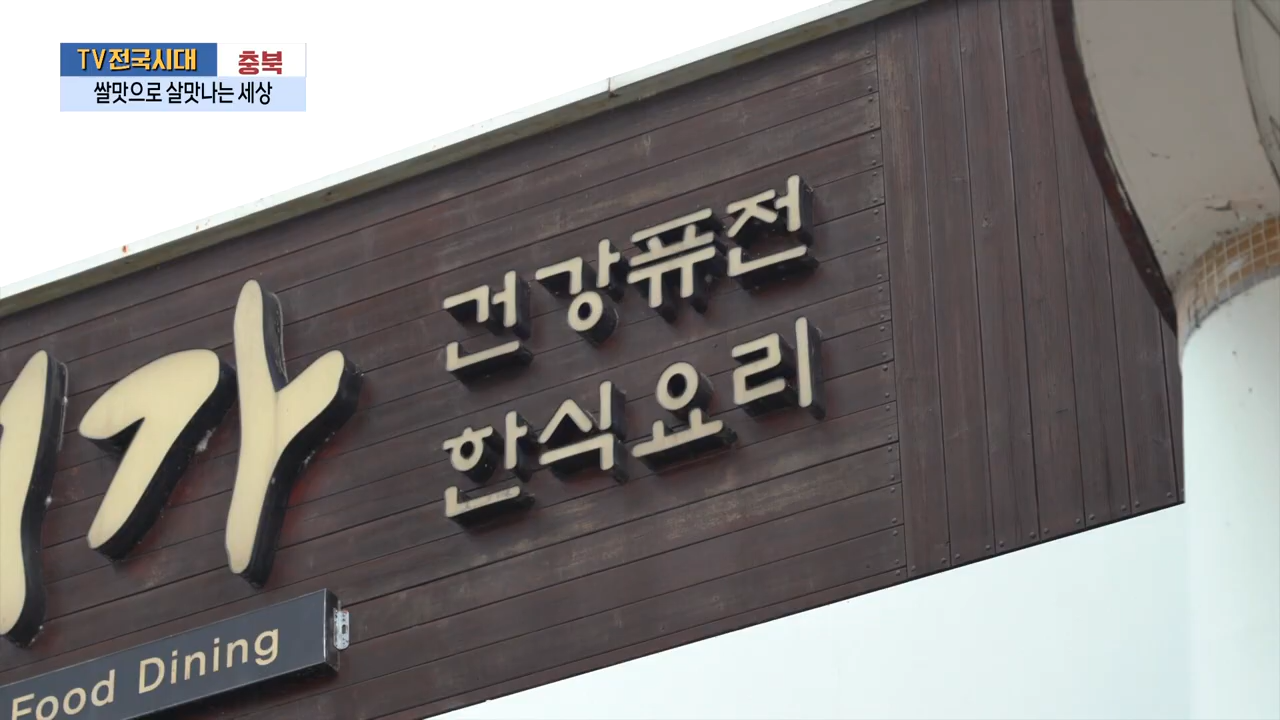 TV전국시대 충북
쌀맛으로 살맛나는 세상
가
건강퓨전
한식요리
Food Dining